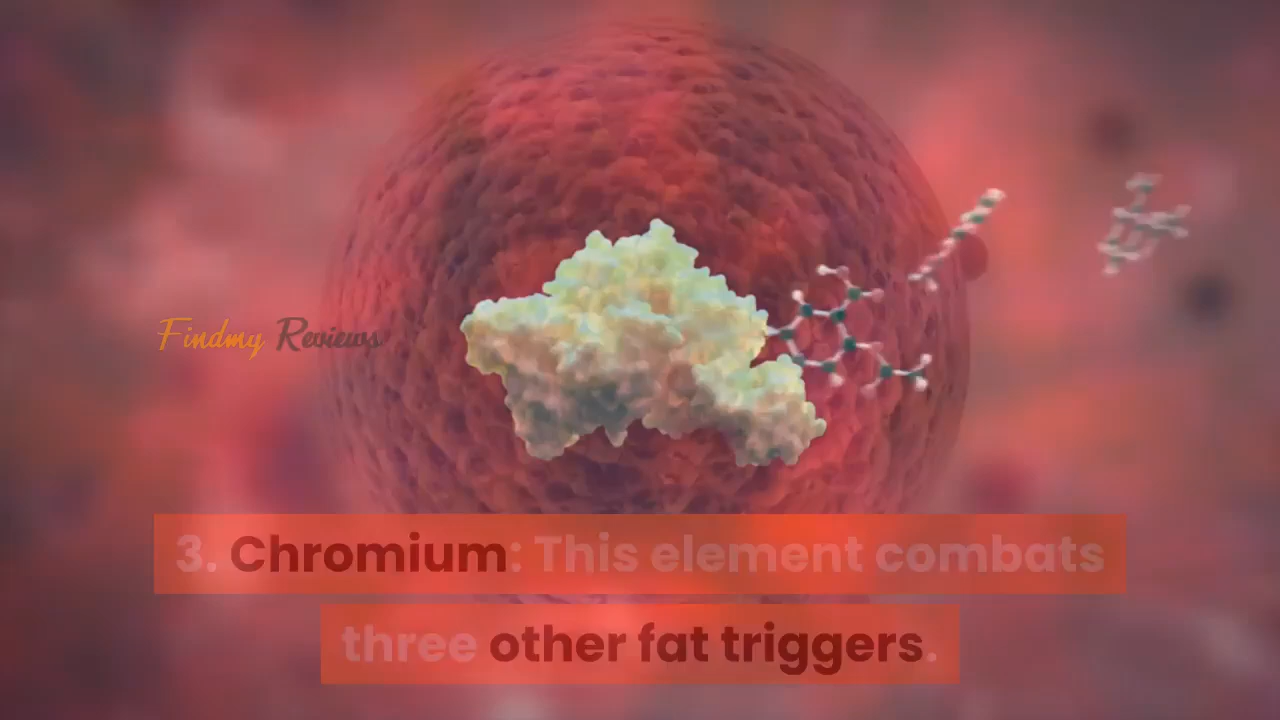 Findmy Reviews
3. Chromium: This element combats
three other fat triggers.